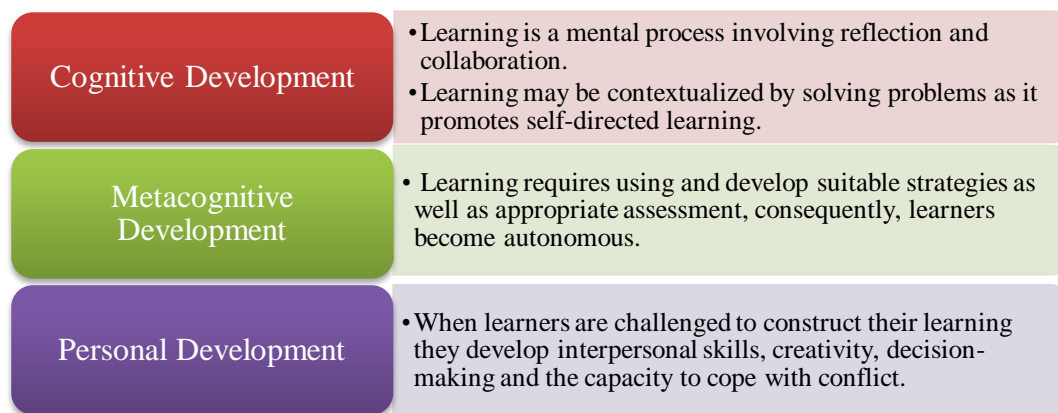 Cognitive Development
•Learning is a mental process involving reflection and
collaboration.
•Learning may be contextualized by solving problems as it
promotes self-directed learning.
Metacognitive
Development
• Learning requires using and develop suitable strategies as
well as appropriate assessment, consequently, learners
become autonomous.
Personal Development
•When learners are challenged to construct their learning
they develop interpersonal skills, creativity, decision-
making and the capacity to cope with conflict.